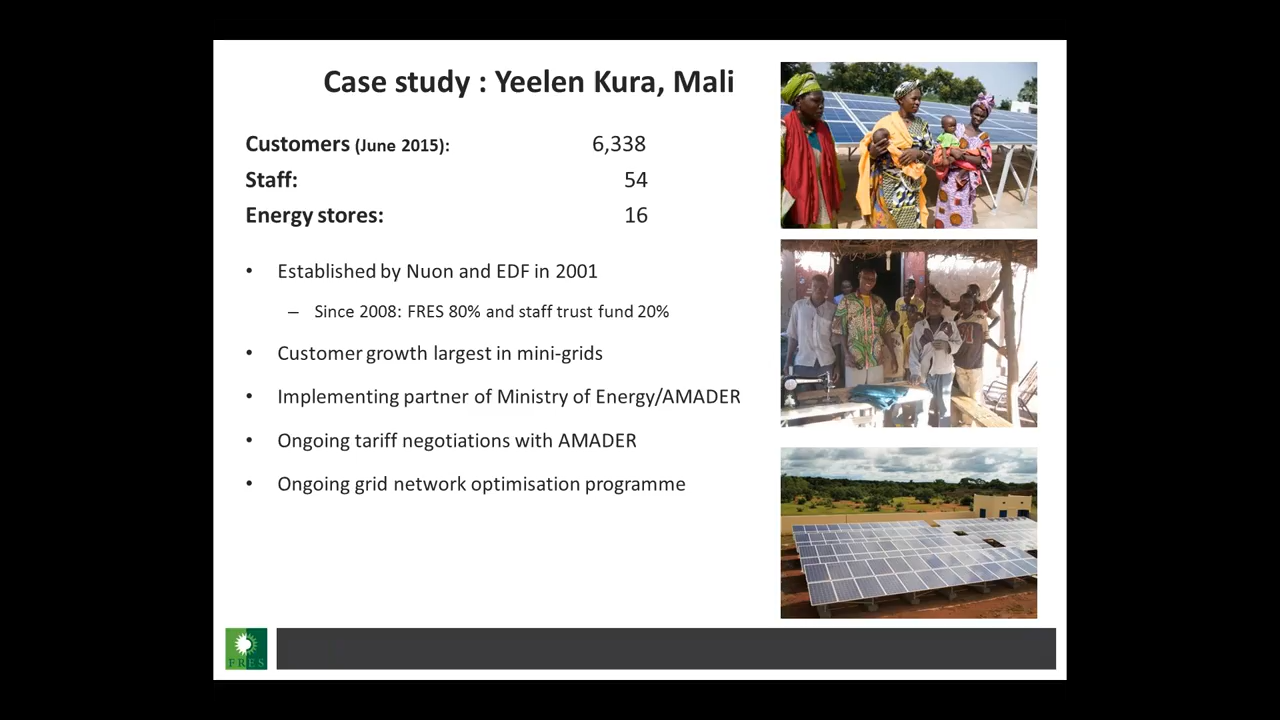 Case study : Yeelen Kura, Mali
Customers (June 2015): 6,338
Staff: 54
Energy stores: 16
• Established by Nuon and EDF in 2001
– Since 2008: FRES 80% and staff trust fund 20%
• Customer growth largest in mini-grids
• Implementing partner of Ministry of Energy/AMADER
• Ongoing tariff negotiations with AMADER
• Ongoing grid network optimisation programme
FRES